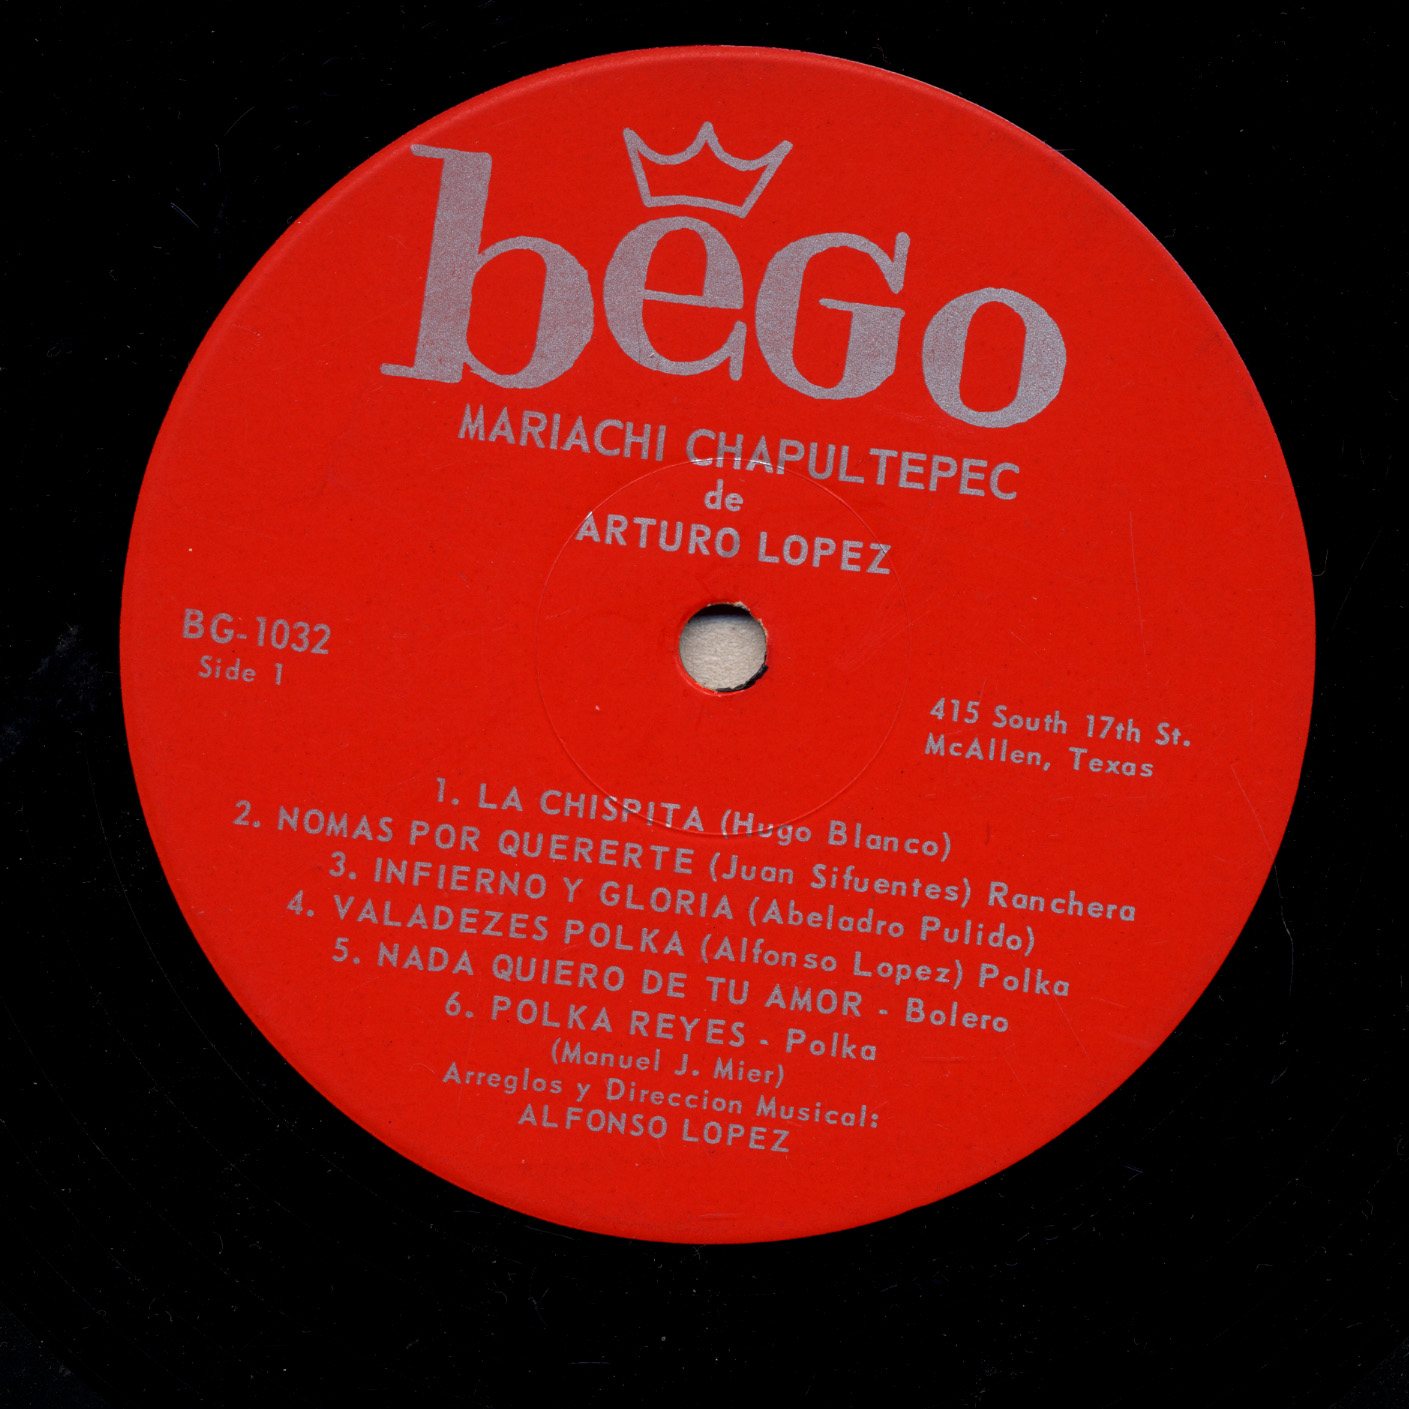 beGo
MARIACHI CHAPULTEPEC
de
ARTURO LOPEZ
BG-1032
Side 1
415 South 17th St.
McAllen, Texas
1. LA CHISPITA (Hugo Blanco)
2. NOMAS POR QUERERTE (Juan Sifuentes) Ranchera
3. INFIERNO Y GLORIA (Abeladro Pulido)
4. VALADEZES POLKA (Alfonso Lopez) Polka
5. NADA QUIERO DE TU AMOR - Bolero
6. POLKA REYES - Polka
(Manuel J. Mier)
Arreglos y Direccion Musical:
ALFONSO LOPEZ